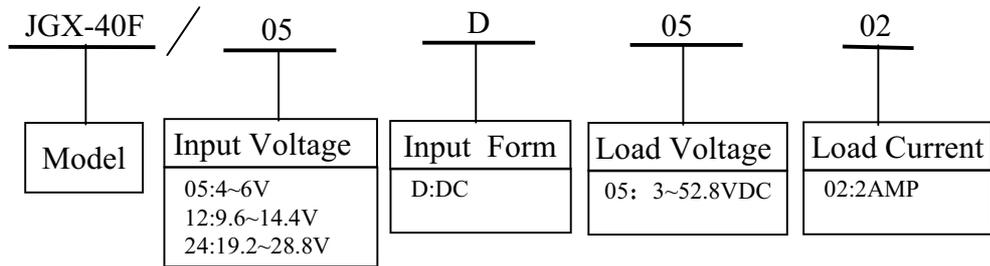 JGX-40F / 05 D 05 02
Model
Input Voltage
05:4~6V
12:9.6~14.4V
24:19.2~28.8V
Input Form
D:DC
Load Voltage
05：3~52.8VDC
Load Current
02:2AMP